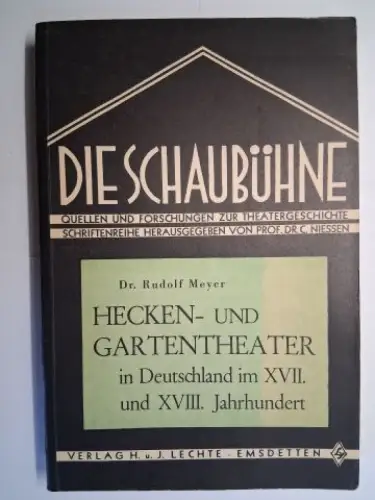 DIE SCHAUBÜHNE
QUELLEN UND FORSCHUNGEN ZUR THEATERGESCHICHTE
SCHRIFTENREIHE HERAUSGEGEBEN VON PROF. DR. C. NIESSEN
Dr. Rudolf Meyer
HECKEN- UND
GARTENTHEATER
in Deutschland im XVII.
und XVIII. Jahrhundert
VERLAG H. u. J. LECHTE - EMSDETTEN